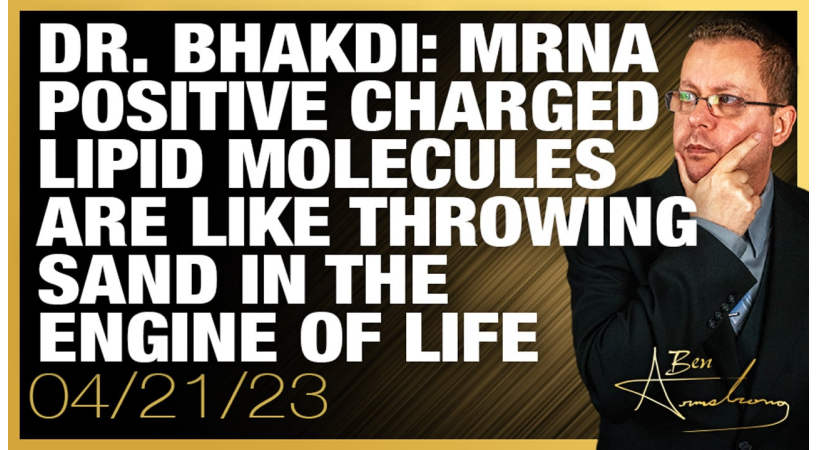 DR. BHAKDI: MRNA
POSITIVE CHARGED
LIPID MOLECULES
ARE LIKE THROWING
SAND IN THE
ENGINE OF LIFE
04/21/23
Ben
Armstrong